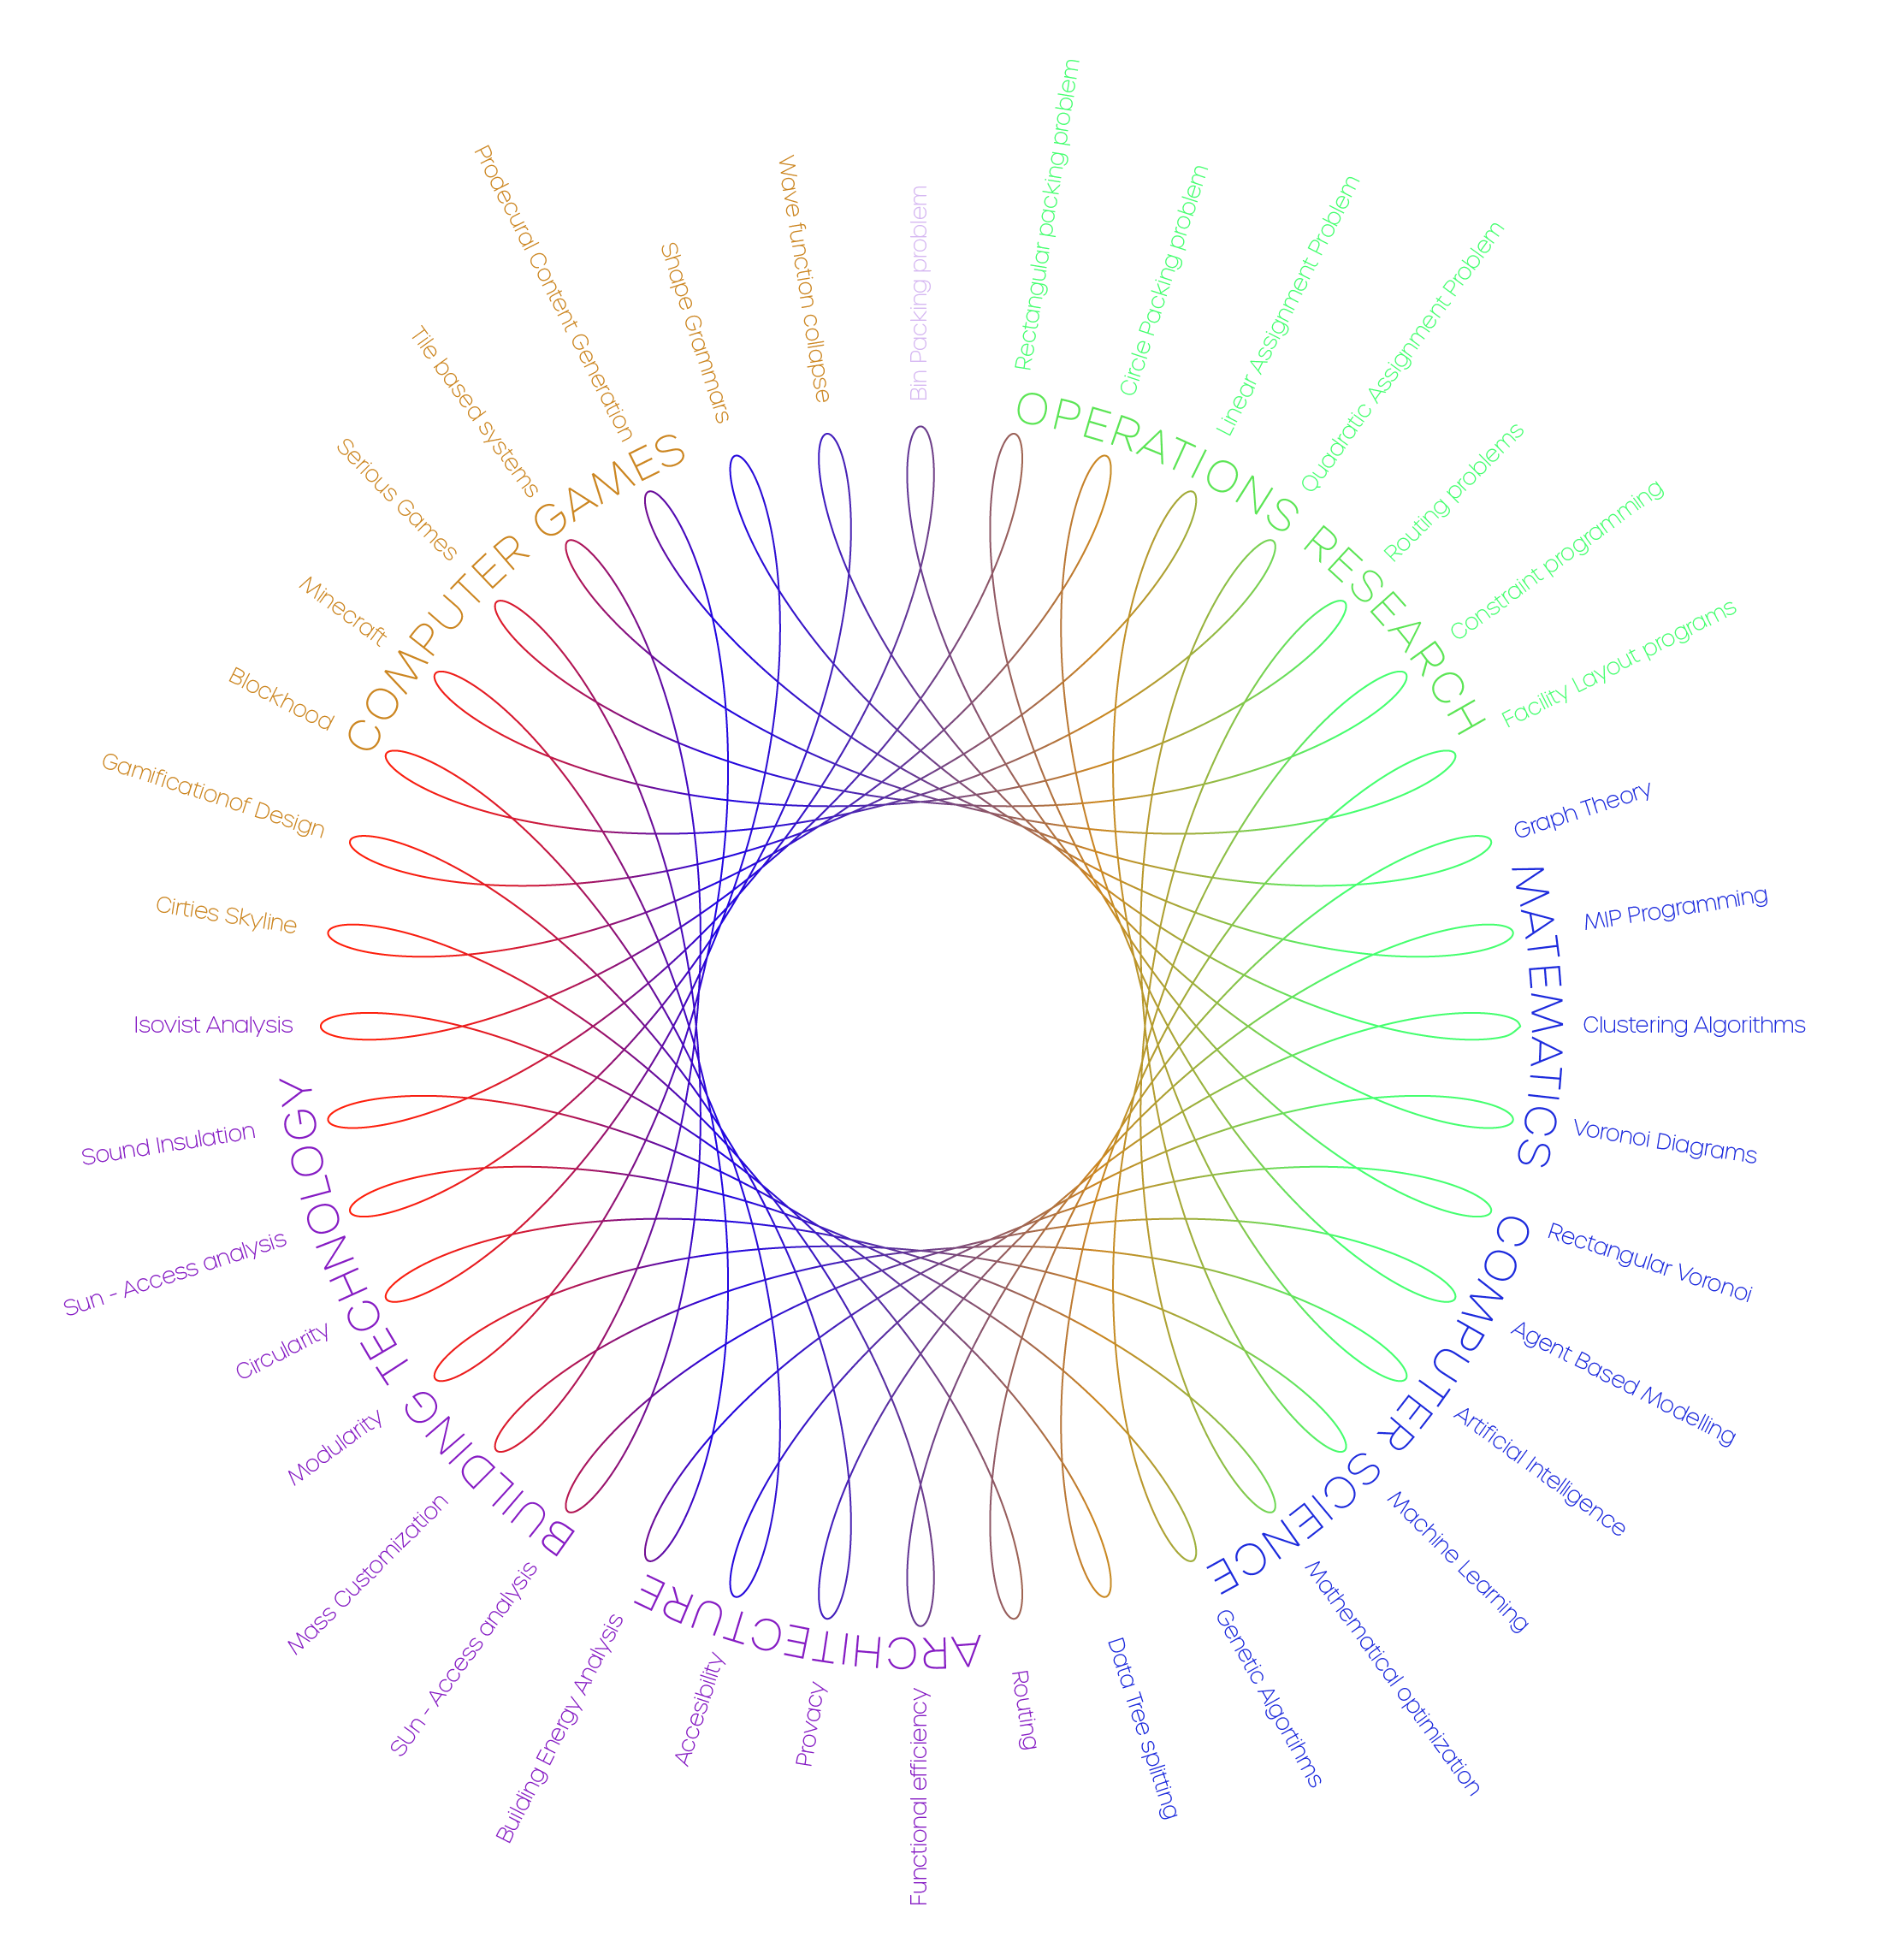 Bin Packing problem
Rectangular packing problem
Circle Packing problem
Linear Assignment Problem
Quadratic Assignment Problem
Routing problems
Constraint programming
Facility Layout programs
OPERATIONS RESEARCH
Graph Theory
MIP Programming
Clustering Algorithms
Voronoi Diagrams
MATEMATICS
Rectangular Voronoi
Agent Based Modelling
Artificial Intelligence
Machine Learning
Mathematical optimization
Genetic Algortihms
Data Tree splitting
COMPUTER SCIENCE
Routing
Functional efficiency
Provacy
Accesibility
Building Energy Analysis
ARCHITECTURE
SUn - Access analysis
Mass Customization
Modularity
Circularity
Sun - Access analysis
Sound Insulation
Isovist Analysis
BUILDING TECHNOLOGY
Cirties Skyline
Gamificationof Design
Blockhood
Minecraft
Serious Games
Tile based systems
Prodecural Content Generation
Shape Grammars
Wave function collapse
COMPUTER GAMES